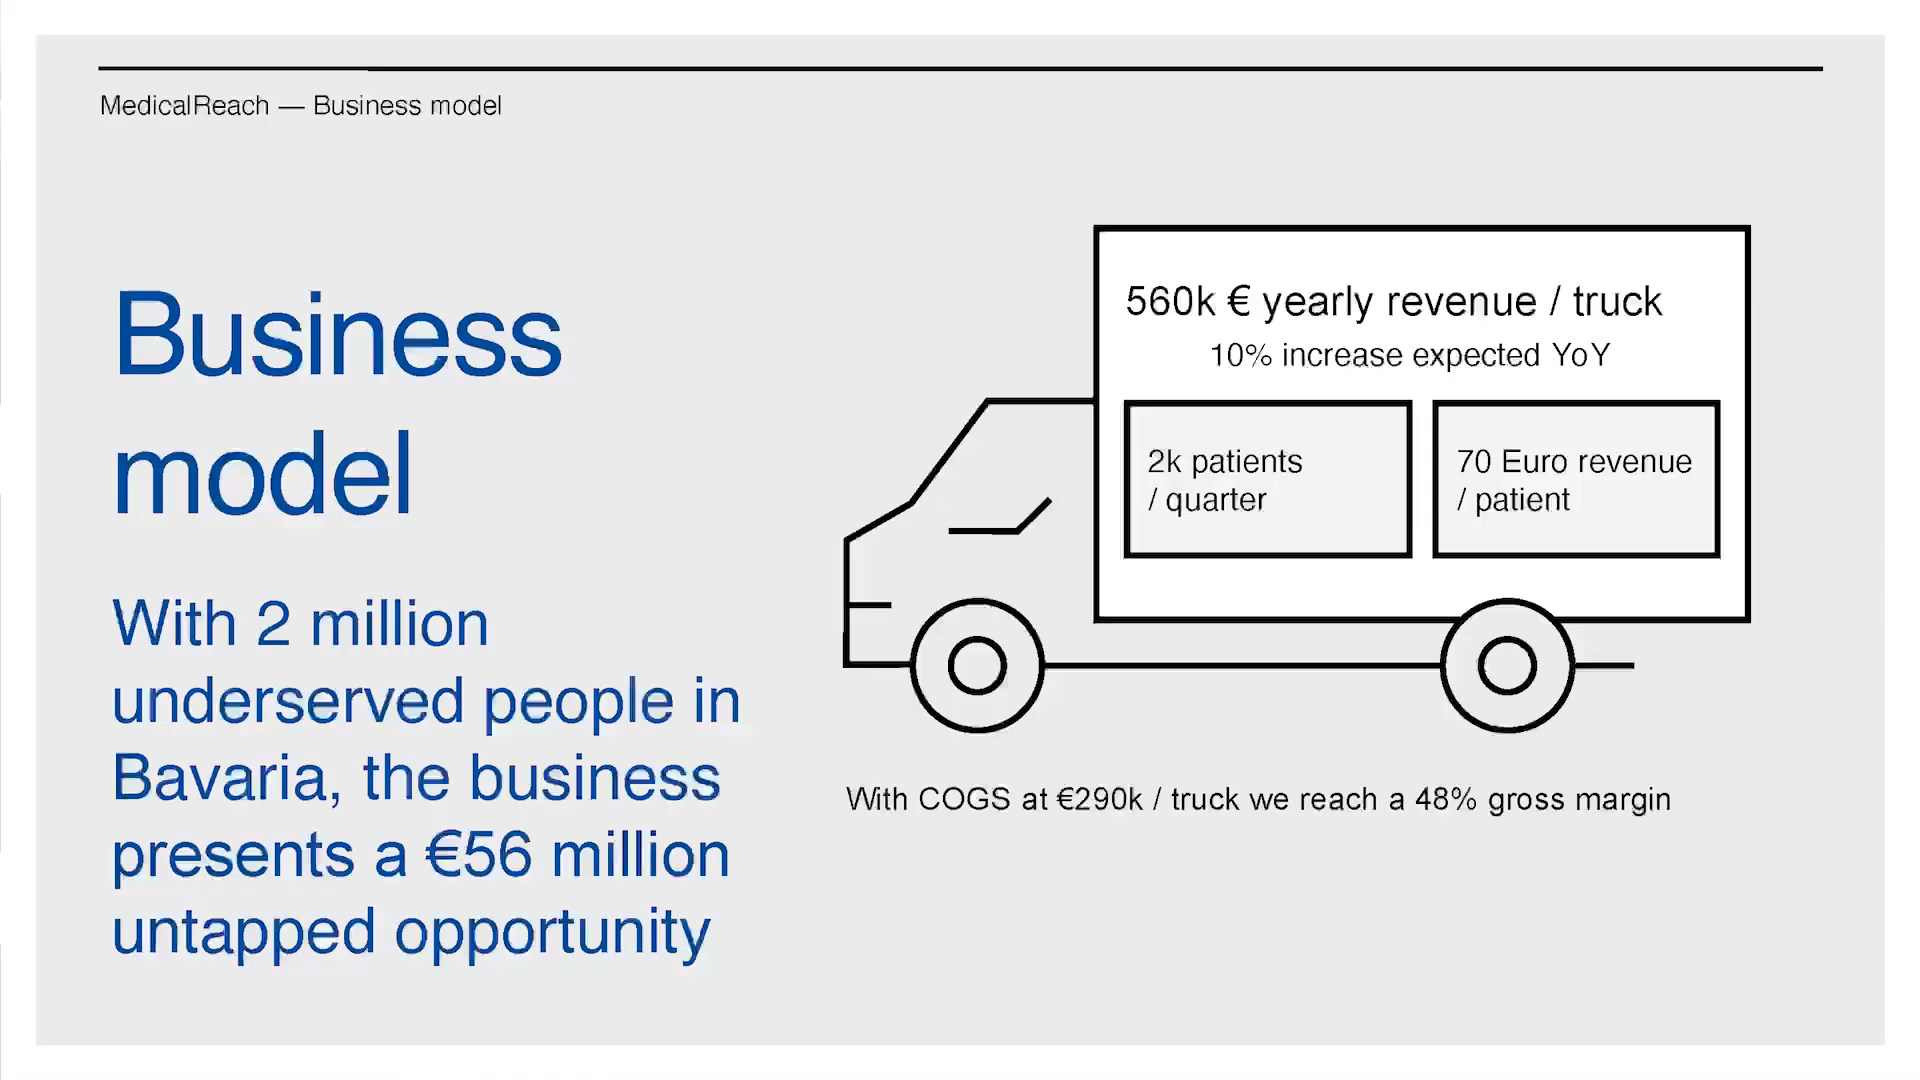 MedicalReach — Business model
Business
model
With 2 million
underserved people in
Bavaria, the business
presents a €56 million
untapped opportunity
560k € yearly revenue / truck
10% increase expected YoY
2k patients
/ quarter
70 Euro revenue
/ patient
With COGS at €290k / truck we reach a 48% gross margin